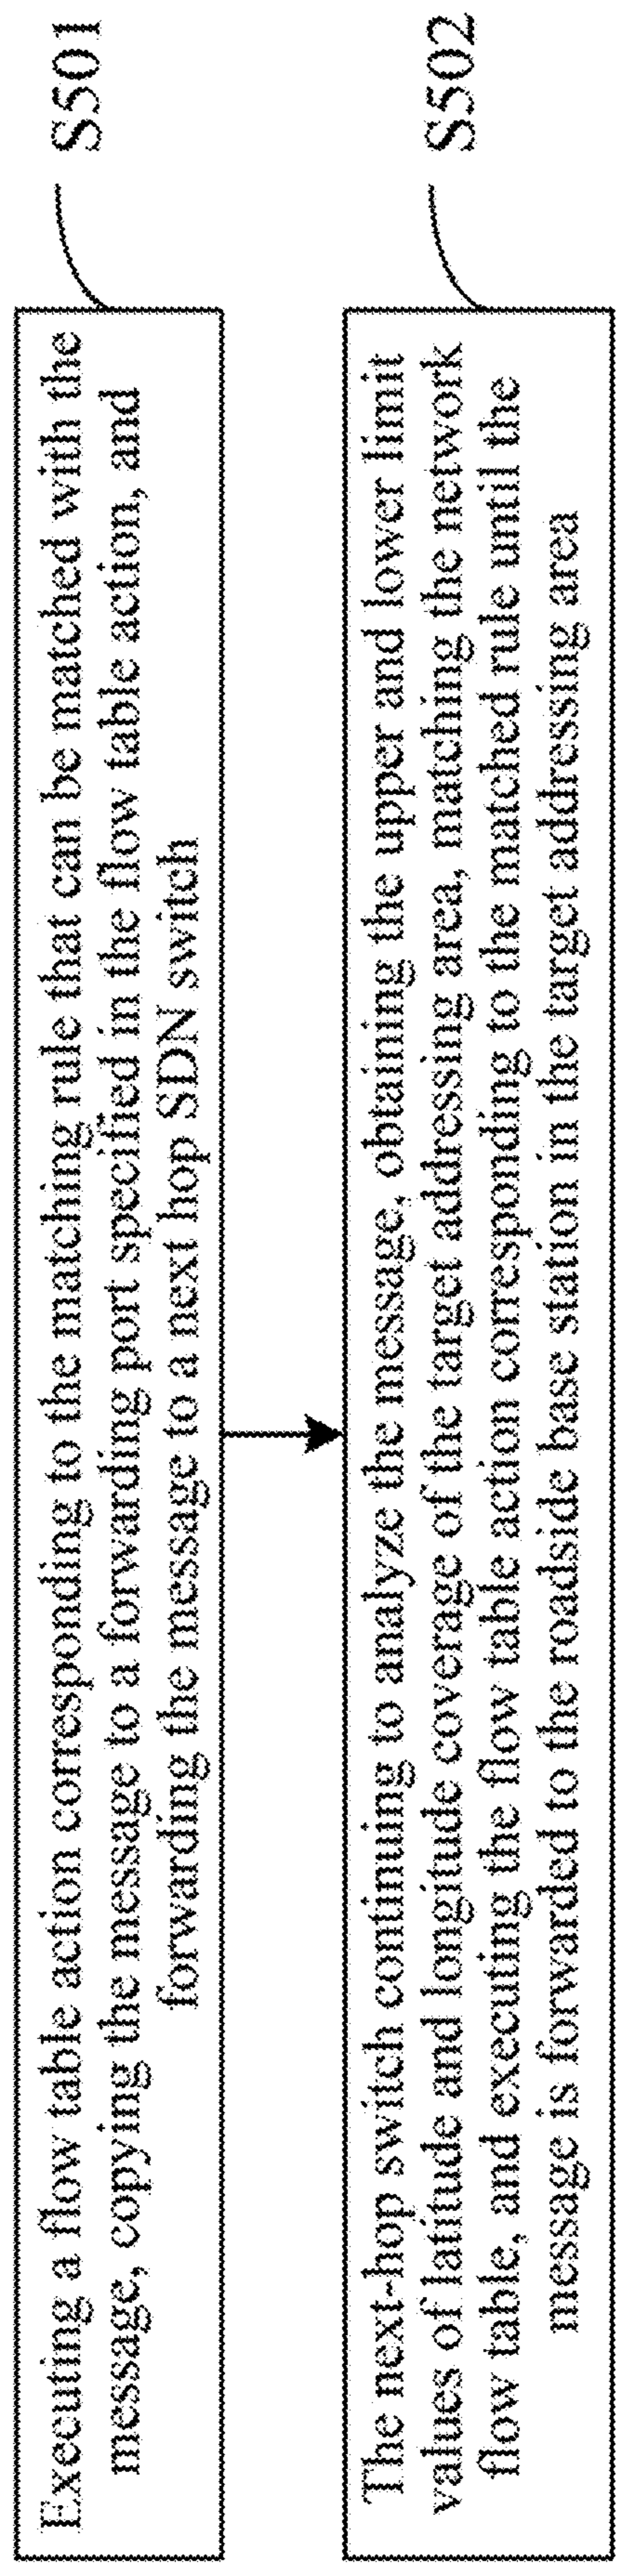 Executing a flow table action corresponding to the matching rule that can be matched with the
message, copying the message to a forwarding port specified in the flow table action, and
forwarding the message to a next hop SDN switch
S501
The next-hop switch continuing to analyze the message, obtaining the upper and lower limit
values of latitude and longitude coverage of the target addressing area, matching the network
flow table, and executing the flow table action corresponding to the matched rule until the
message is forwarded to the roadside base station in the target addressing area
S502